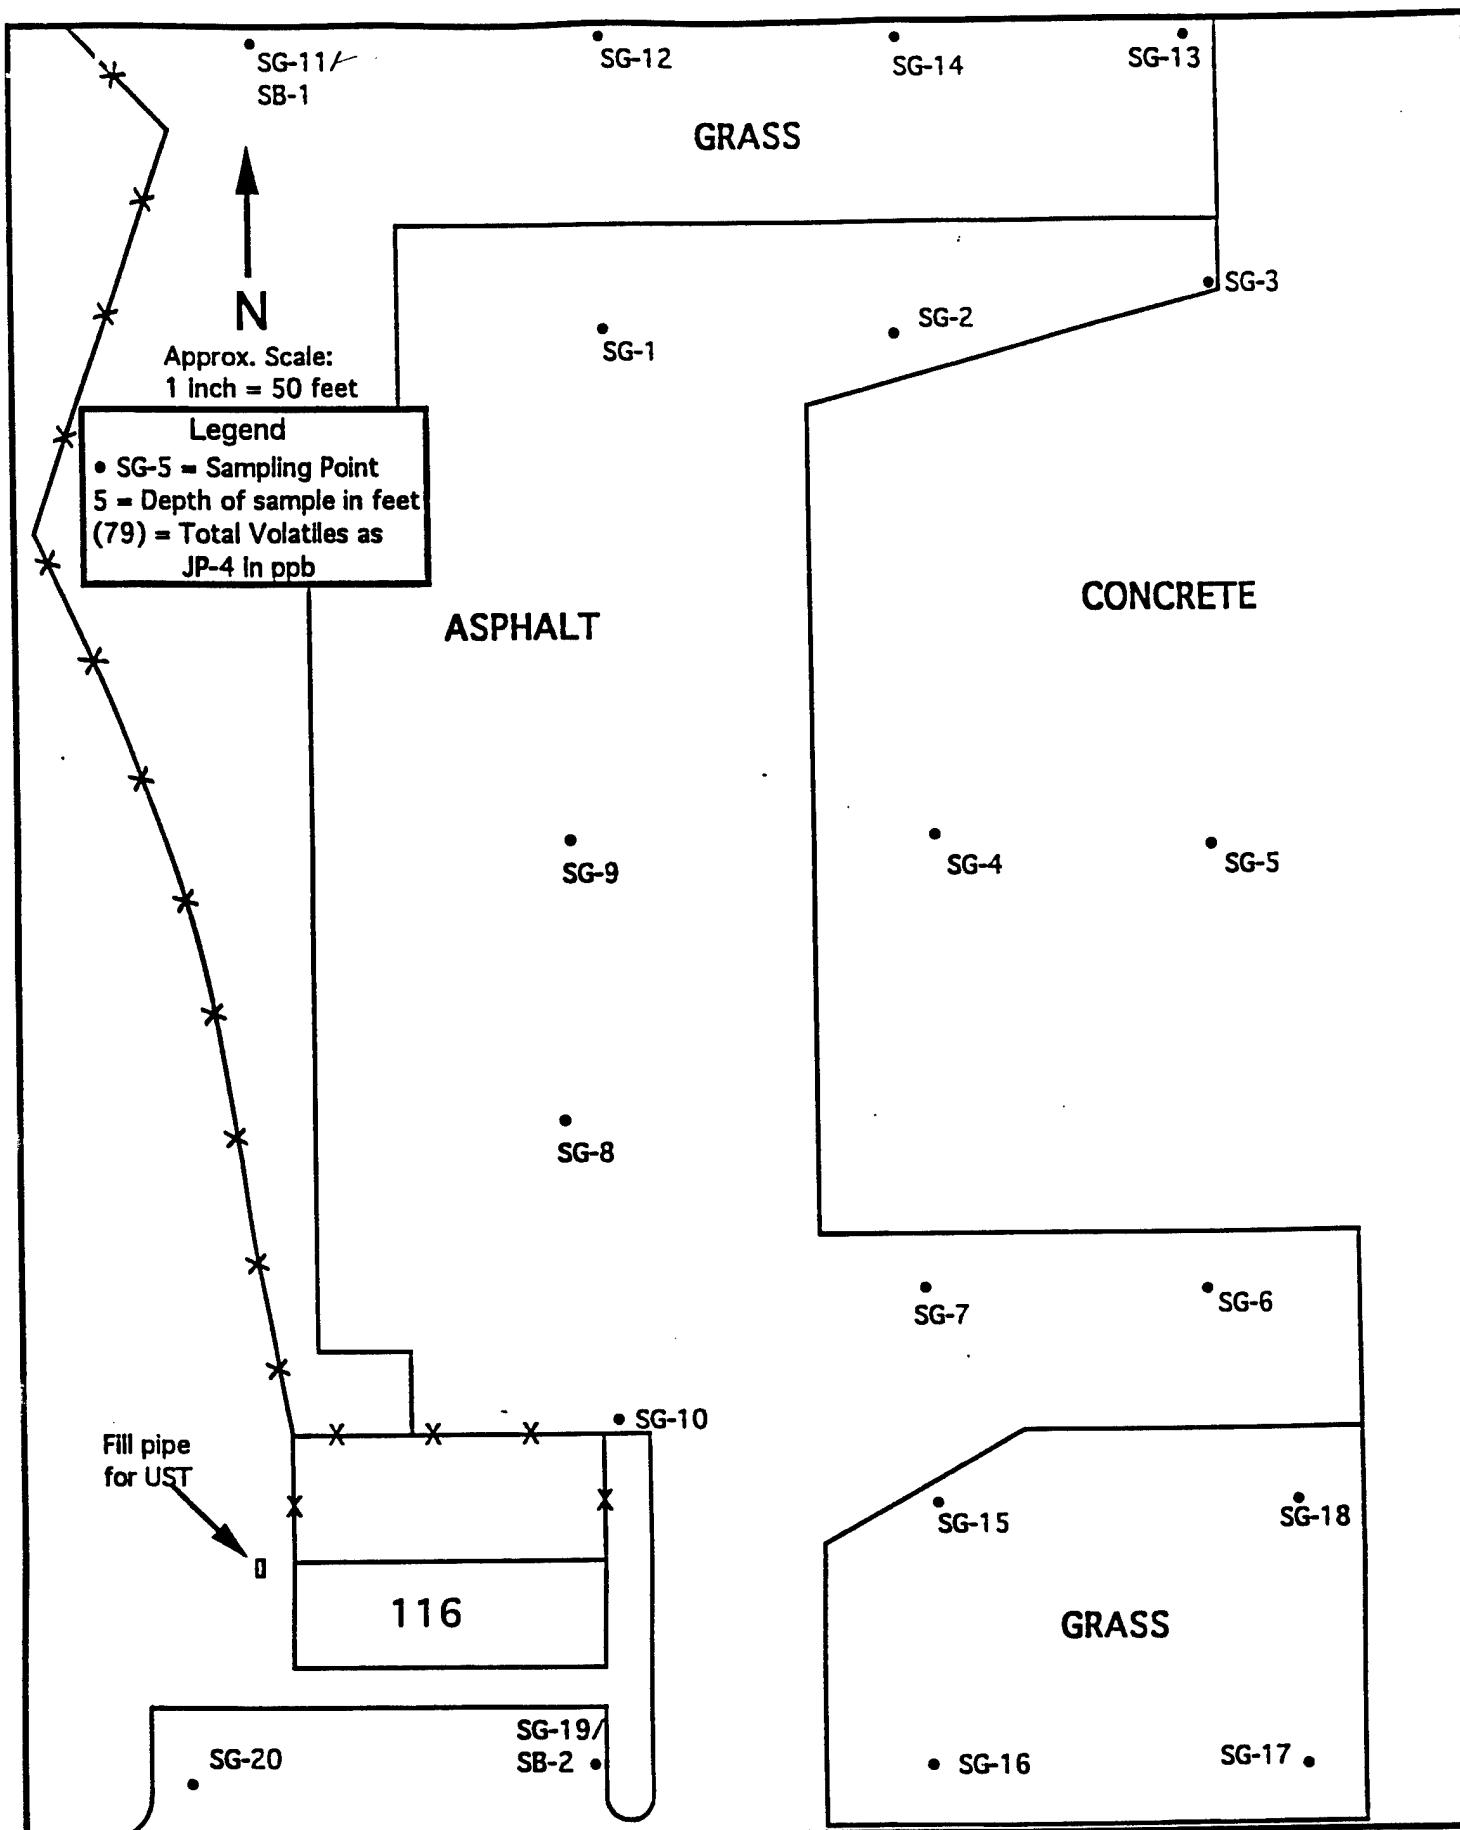 SG-11/
SB-1
SG-12
SG-14
SG-13
GRASS
N
Approx. Scale:
1 inch = 50 feet
SG-3
SG-2
SG-1
Legend
• SG-5 = Sampling Point
5 = Depth of sample in feet
(79) = Total Volatiles as
JP-4 in ppb
ASPHALT
CONCRETE
SG-9
SG-4
SG-5
SG-8
SG-7
SG-6
SG-10
Fill pipe
for UST
SG-15
SG-18
116
GRASS
SG-19/
SB-2
SG-20
SG-16
SG-17